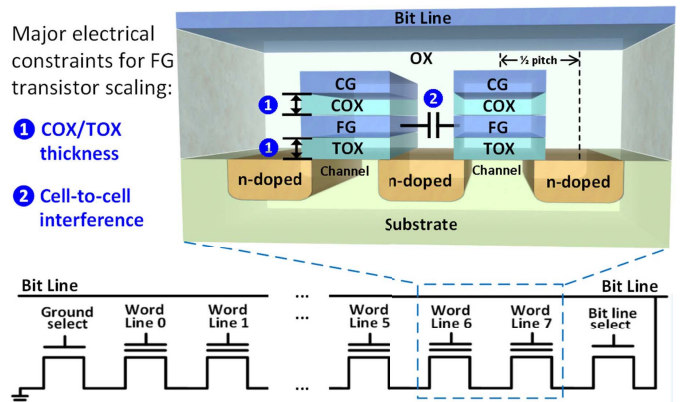 Major electrical
constraints for FG
transistor scaling:
1 COX/TOX
thickness
2 Cell-to-cell
interference
Bit Line
OX
½ pitch
CG
CG
1
COX
2
COX
FG
FG
1
TOX
TOX
Channel
Channel
n-doped
n-doped
n-doped
Substrate
Bit Line
...
Bit Line
Ground
select
Word
Line 0
Word
Line 1
...
Word
Line 5
Word
Line 6
Word
Line 7
Bit line
select
...